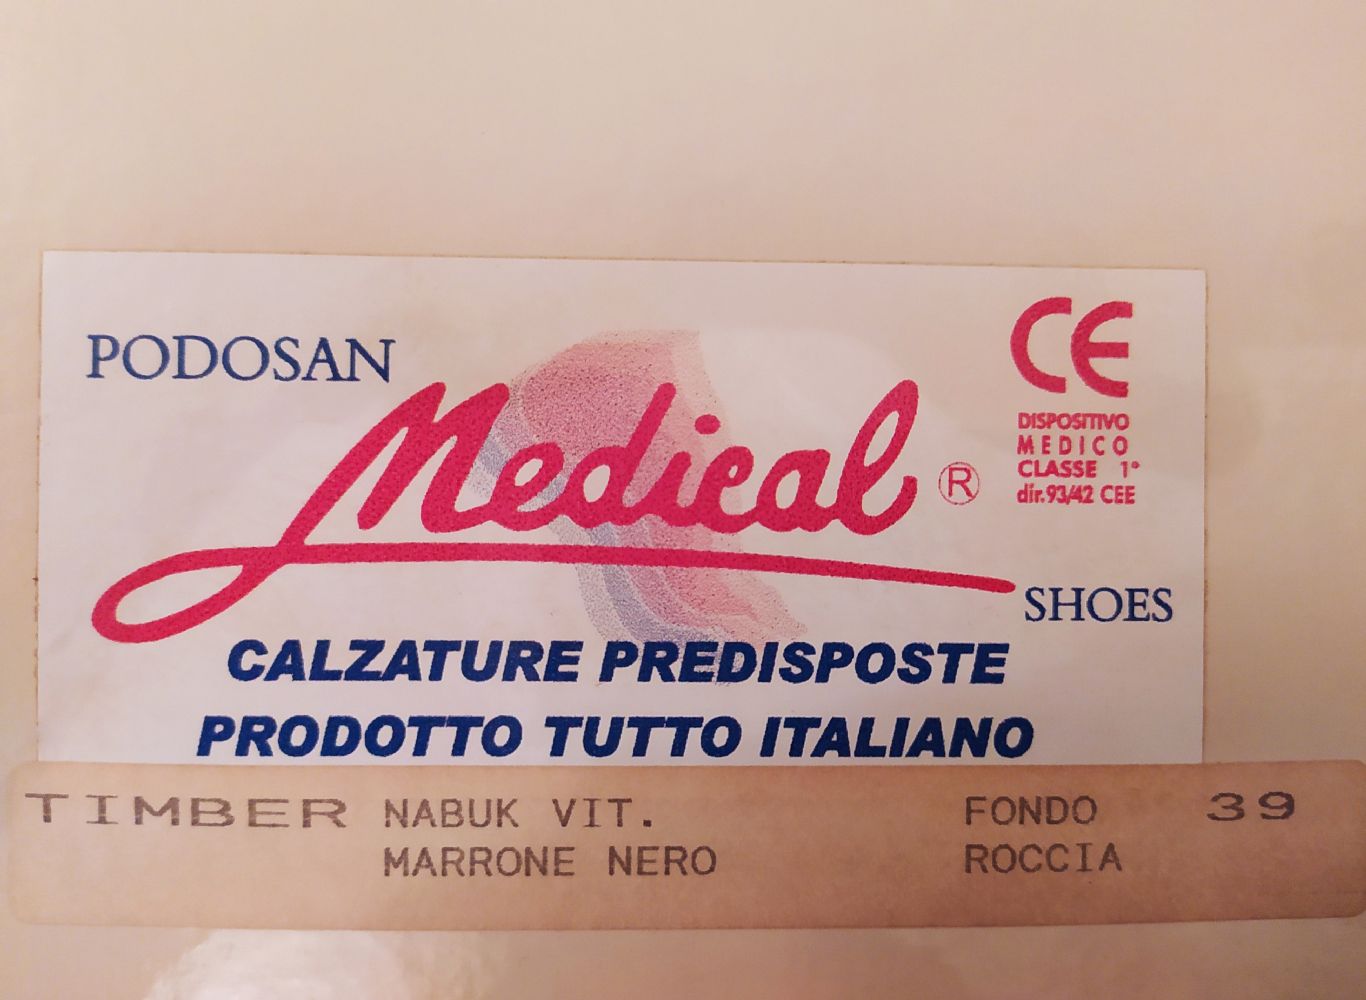 PODOSAN
Medical ®
SHOES
CE
DISPOSITIVO
MEDICO
CLASSE 1°
dir.93/42 CEE
CALZATURE PREDISPOSTE
PRODOTTO TUTTO ITALIANO
TIMBER NABUK VIT. FONDO 39
MARRONE NERO ROCCIA